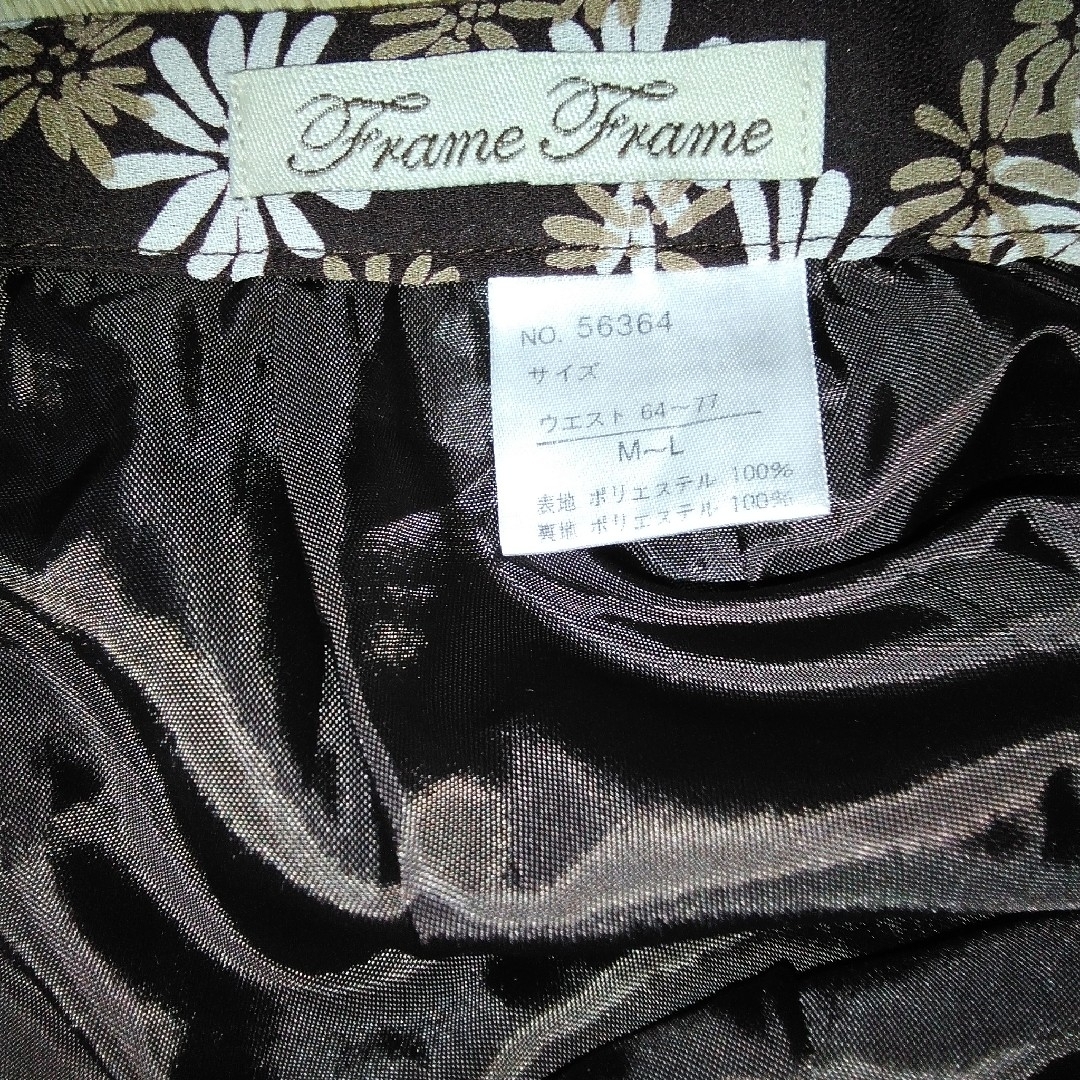 Frame Frame
NO. 56364
サイズ
ウエスト 64〜77
M〜L
表地 ポリエステル 100%
裏地 ポリエステル 100%